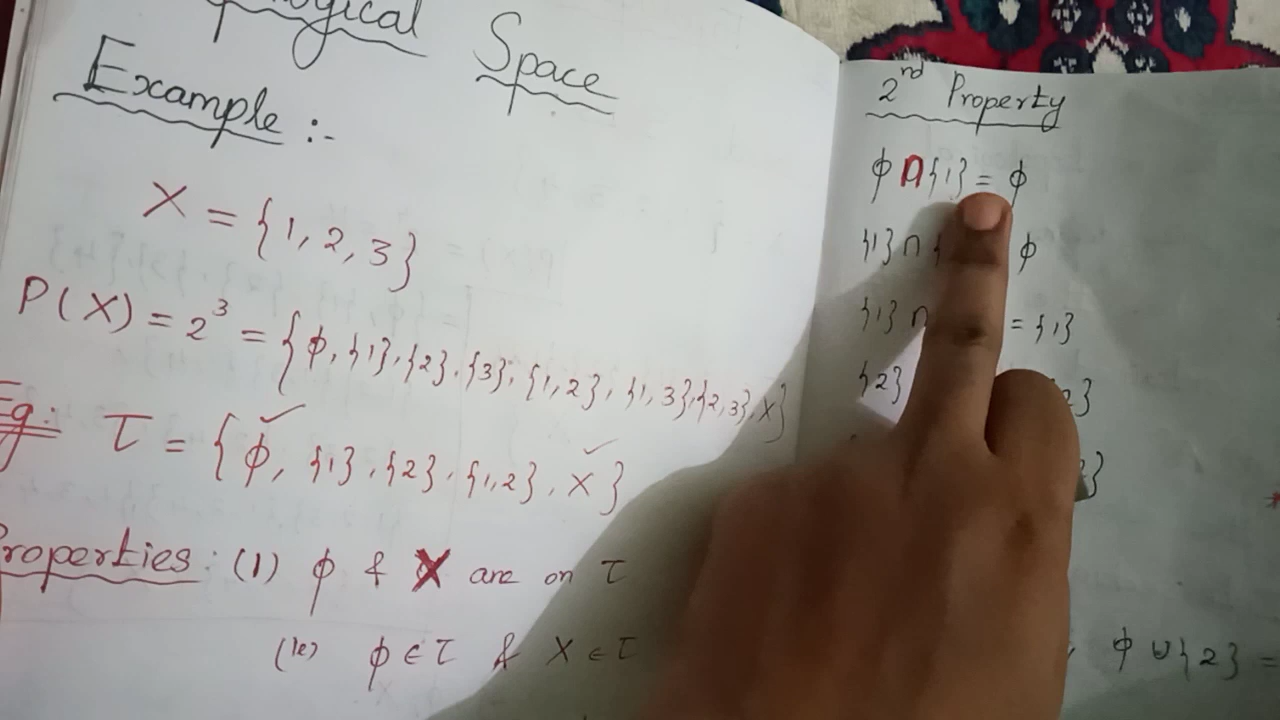 Space
Example :-
X = {1, 2, 3}
P(X) = 2³ = {ϕ, {1}, {2}, {3}, {1, 2}, {1, 3}, {2, 3}, X}
Eg: τ = {ϕ, {1}, {2}, {1, 2}, X}
Properties: (1) ϕ & X are on τ
(ie) ϕ ∈ τ & X ∈ τ
2nd Property
ϕ ∩ {1} = ϕ
{1} ∩ { ϕ
{1} ∩ = {1}
{2}
ϕ ∪ {2} =